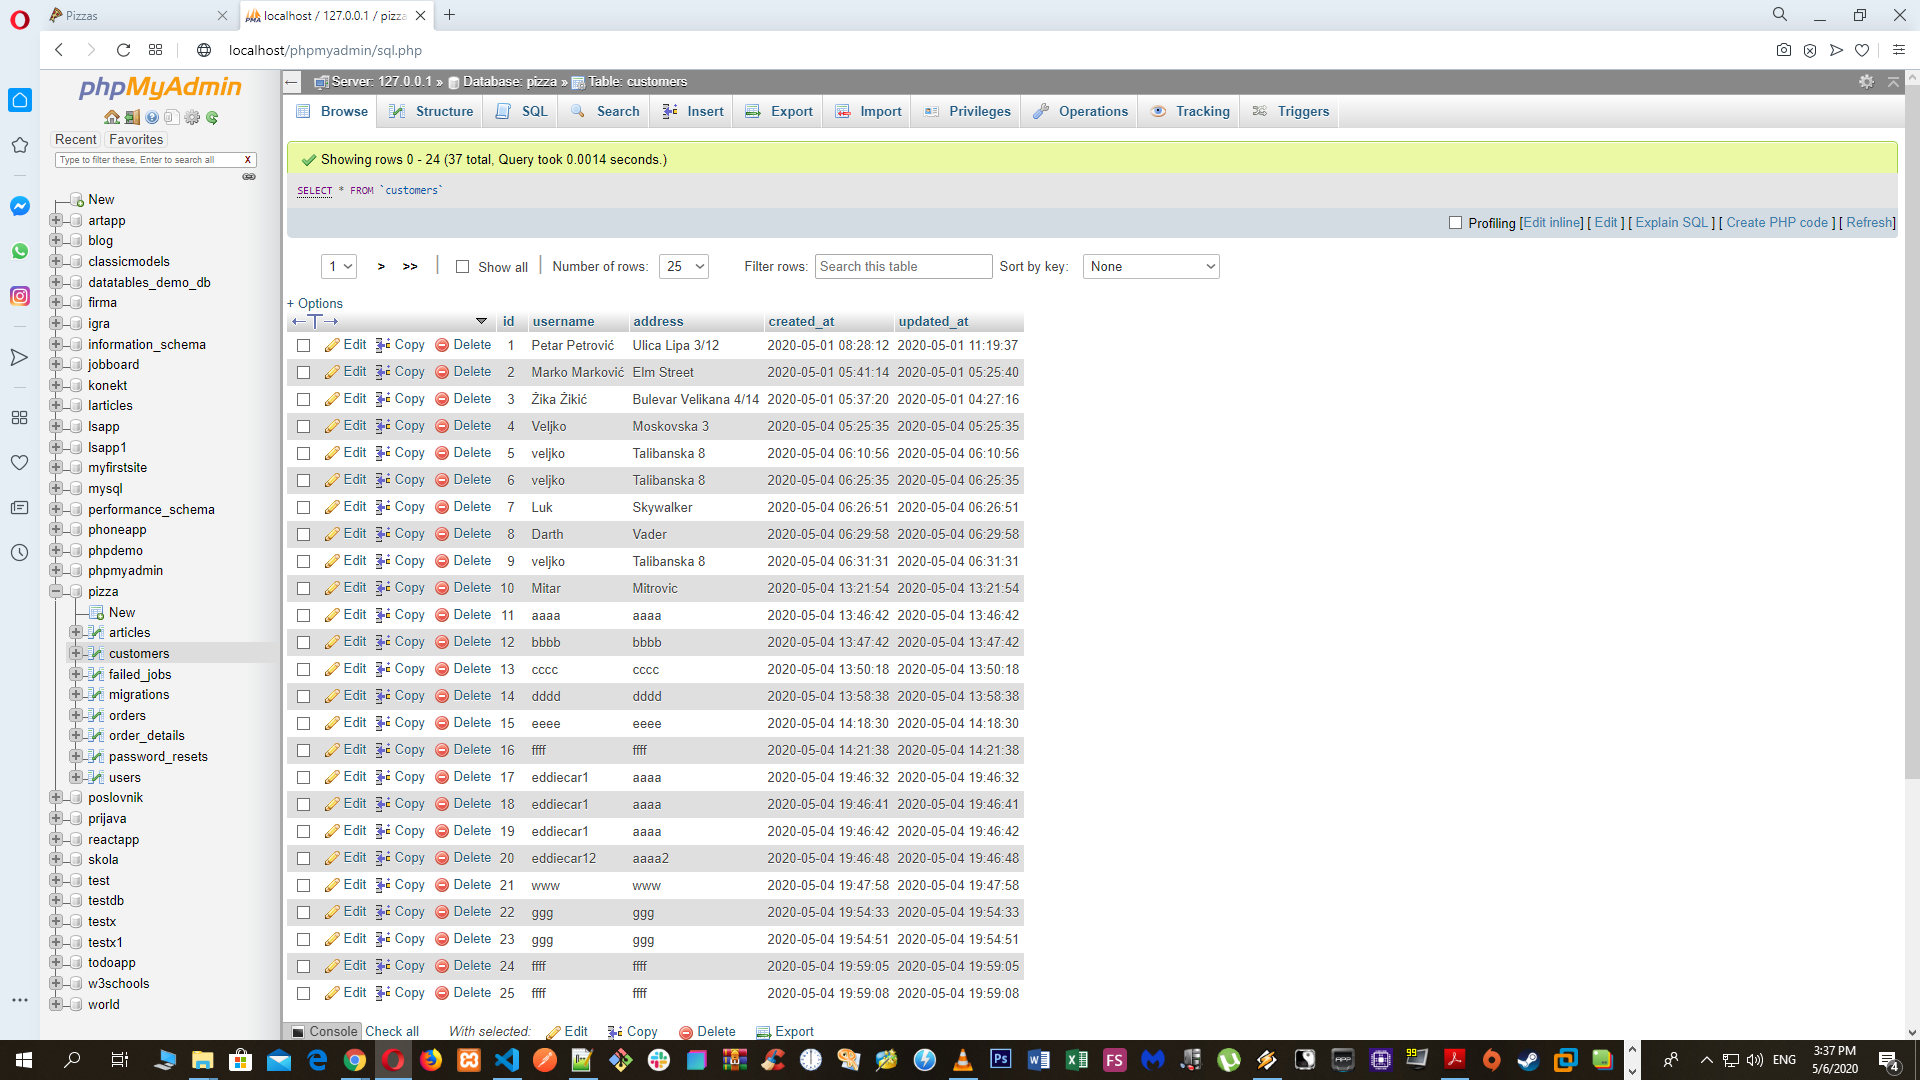 Pizzas
localhost / 127.0.0.1 / pizza
localhost/phpmyadmin/sql.php
phpMyAdmin
Recent Favorites
Type to filter these, Enter to search all X
New
artapp
blog
classicmodels
datatables_demo_db
firma
igra
information_schema
jobboard
konekt
larticles
lsapp
lsapp1
myfirstsite
mysql
performance_schema
phoneapp
phpdemo
phpmyadmin
pizza
New
articles
customers
failed_jobs
migrations
orders
order_details
password_resets
users
poslovnik
prijava
reactapp
skola
test
testdb
testx
testx1
todoapp
w3schools
world
Server: 127.0.0.1 » Database: pizza » Table: customers
Browse Structure SQL Search Insert Export Import Privileges Operations Tracking Triggers
Showing rows 0 - 24 (37 total, Query took 0.0014 seconds.)
SELECT * FROM `customers`
Profiling [Edit inline] [ Edit ] [ Explain SQL ] [ Create PHP code ] [ Refresh]
1 > >> Show all Number of rows: 25 Filter rows: Search this table Sort by key: None
+ Options
←T→ id username address created_at updated_at
Edit Copy Delete 1 Petar Petrović Ulica Lipa 3/12 2020-05-01 08:28:12 2020-05-01 11:19:37
Edit Copy Delete 2 Marko Marković Elm Street 2020-05-01 05:41:14 2020-05-01 05:25:40
Edit Copy Delete 3 Žika Žikić Bulevar Velikana 4/14 2020-05-01 05:37:20 2020-05-01 04:27:16
Edit Copy Delete 4 Veljko Moskovska 3 2020-05-04 05:25:35 2020-05-04 05:25:35
Edit Copy Delete 5 veljko Talibanska 8 2020-05-04 06:10:56 2020-05-04 06:10:56
Edit Copy Delete 6 veljko Talibanska 8 2020-05-04 06:25:35 2020-05-04 06:25:35
Edit Copy Delete 7 Luk Skywalker 2020-05-04 06:26:51 2020-05-04 06:26:51
Edit Copy Delete 8 Darth Vader 2020-05-04 06:29:58 2020-05-04 06:29:58
Edit Copy Delete 9 veljko Talibanska 8 2020-05-04 06:31:31 2020-05-04 06:31:31
Edit Copy Delete 10 Mitar Mitrovic 2020-05-04 13:21:54 2020-05-04 13:21:54
Edit Copy Delete 11 aaaa aaaa 2020-05-04 13:46:42 2020-05-04 13:46:42
Edit Copy Delete 12 bbbb bbbb 2020-05-04 13:47:42 2020-05-04 13:47:42
Edit Copy Delete 13 cccc cccc 2020-05-04 13:50:18 2020-05-04 13:50:18
Edit Copy Delete 14 dddd dddd 2020-05-04 13:58:38 2020-05-04 13:58:38
Edit Copy Delete 15 eeee eeee 2020-05-04 14:18:30 2020-05-04 14:18:30
Edit Copy Delete 16 ffff ffff 2020-05-04 14:21:38 2020-05-04 14:21:38
Edit Copy Delete 17 eddiecar1 aaaa 2020-05-04 19:46:32 2020-05-04 19:46:32
Edit Copy Delete 18 eddiecar1 aaaa 2020-05-04 19:46:41 2020-05-04 19:46:41
Edit Copy Delete 19 eddiecar1 aaaa 2020-05-04 19:46:42 2020-05-04 19:46:42
Edit Copy Delete 20 eddiecar12 aaaa2 2020-05-04 19:46:48 2020-05-04 19:46:48
Edit Copy Delete 21 www www 2020-05-04 19:47:58 2020-05-04 19:47:58
Edit Copy Delete 22 ggg ggg 2020-05-04 19:54:33 2020-05-04 19:54:33
Edit Copy Delete 23 ggg ggg 2020-05-04 19:54:51 2020-05-04 19:54:51
Edit Copy Delete 24 ffff ffff 2020-05-04 19:59:05 2020-05-04 19:59:05
Edit Copy Delete 25 ffff ffff 2020-05-04 19:59:08 2020-05-04 19:59:08
Console Check all With selected: Edit Copy Delete Export
ENG
3:37 PM
5/6/2020
4